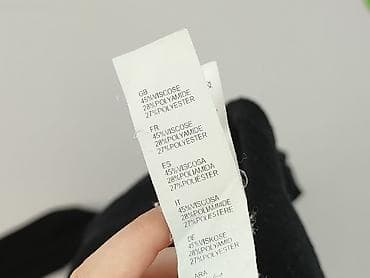 GB
45%VISCOSE
28%POLYAMIDE
27%POLYESTER
FR
45%VISCOSE
28%POLYAMIDE
27%POLYESTER
ES
45%VISCOSA
28%POLIAMIDA
27%POLIÉSTER
IT
45%VISCOSA
28%POLIAMMIDE
27%POLIESTERE
DE
45%VISKOSE
28%POLYAMID
27%POLYESTER
ARA